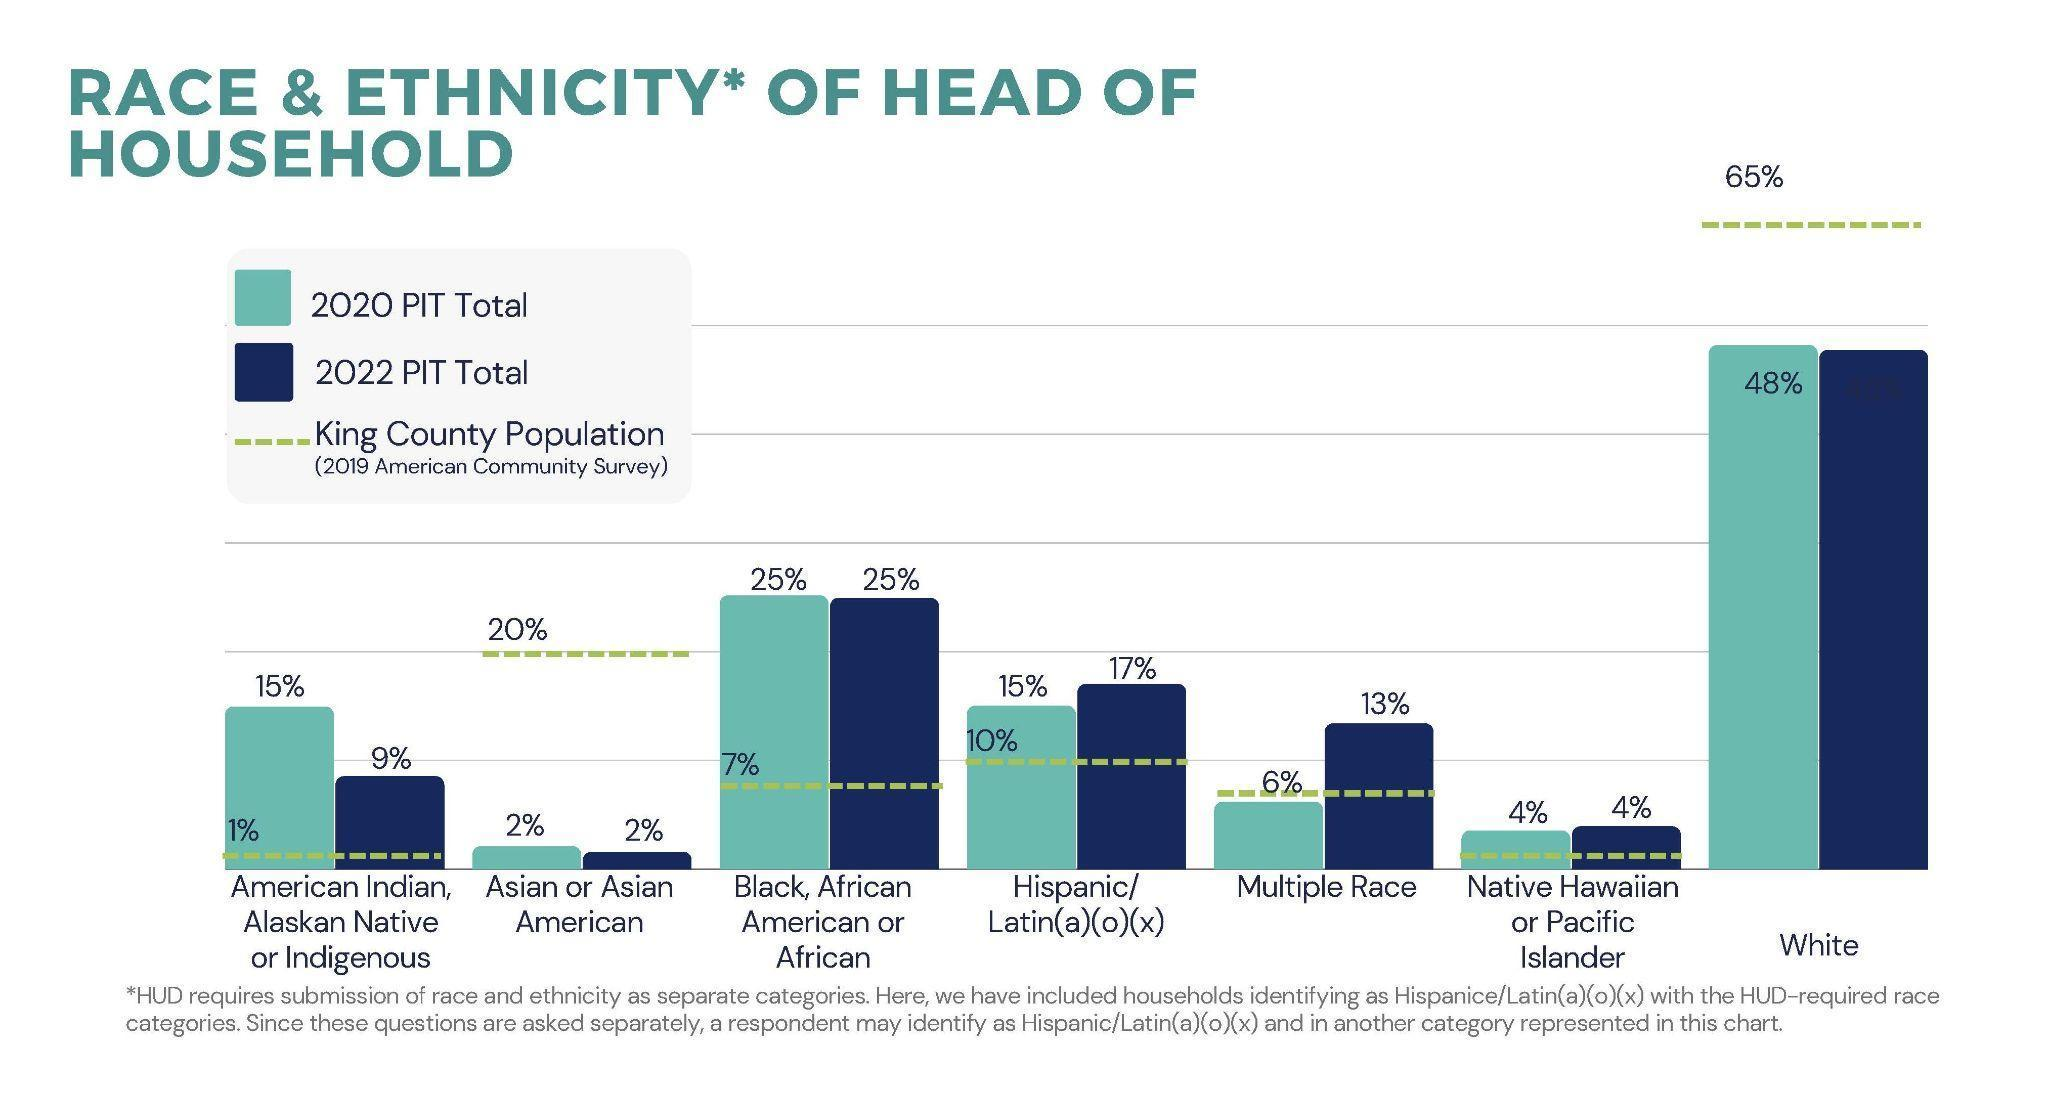 RACE & ETHNICITY* OF HEAD OF
HOUSEHOLD
65%
2020 PIT Total
2022 PIT Total
King County Population
(2019 American Community Survey)
48%
25%
25%
20%
15%
9%
1%
2%
2%
7%
15%
17%
10%
6%
13%
4%
4%
American Indian,
Alaskan Native
or Indigenous
Asian or Asian
American
Black, African
American or
African
Hispanic/
Latin(a)(o)(x)
Multiple Race
Native Hawaiian
or Pacific
Islander
White
*HUD requires submission of race and ethnicity as separate categories. Here, we have included households identifying as Hispanice/Latin(a)(o)(x) with the HUD-required race
categories. Since these questions are asked separately, a respondent may identify as Hispanic/Latin(a)(o)(x) and in another category represented in this chart.